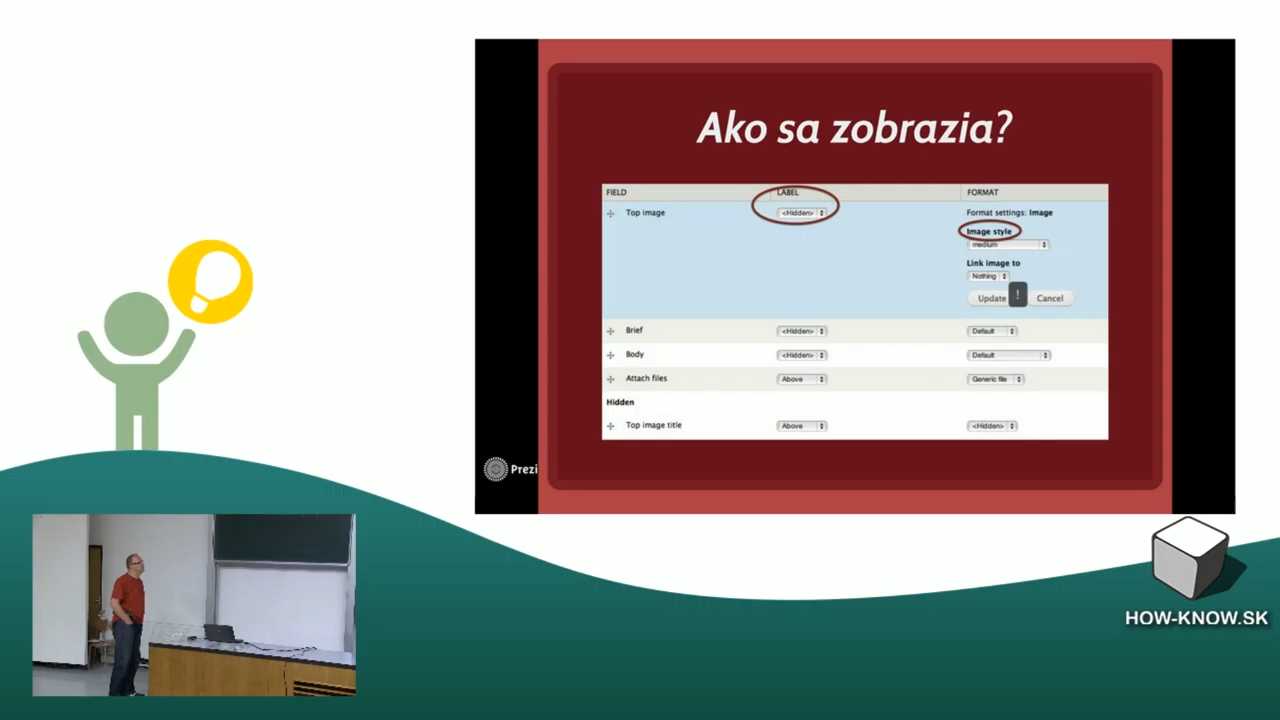 Ako sa zobrazia?
FIELD LABEL FORMAT
Top image <Hidden> Format settings: Image
Image style
medium
Link image to
Nothing
Update ! Cancel
Brief <Hidden> Default
Body <Hidden> Default
Attach files Above Generic file
Hidden
Top image title Above <Hidden>
Prezi
HOW-KNOW.SK